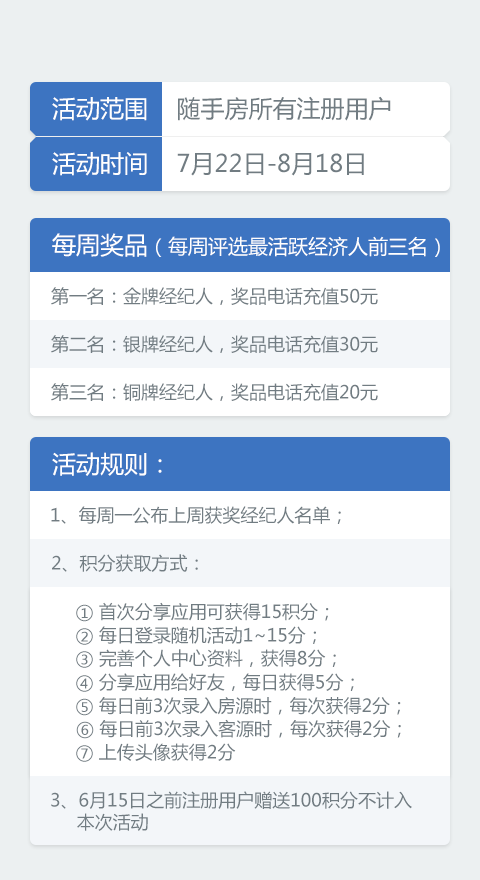 活动范围 随手房所有注册用户
活动时间 7月22日-8月18日
每周奖品（每周评选最活跃经济人前三名）
第一名：金牌经纪人，奖品电话充值50元
第二名：银牌经纪人，奖品电话充值30元
第三名：铜牌经纪人，奖品电话充值20元
活动规则：
1、每周一公布上周获奖经纪人名单；
2、积分获取方式：
① 首次分享应用可获得15积分；
② 每日登录随机活动1~15分；
③ 完善个人中心资料，获得8分；
④ 分享应用给好友，每日获得5分；
⑤ 每日前3次录入房源时，每次获得2分；
⑥ 每日前3次录入客源时，每次获得2分；
⑦ 上传头像获得2分
3、6月15日之前注册用户赠送100积分不计入
本次活动